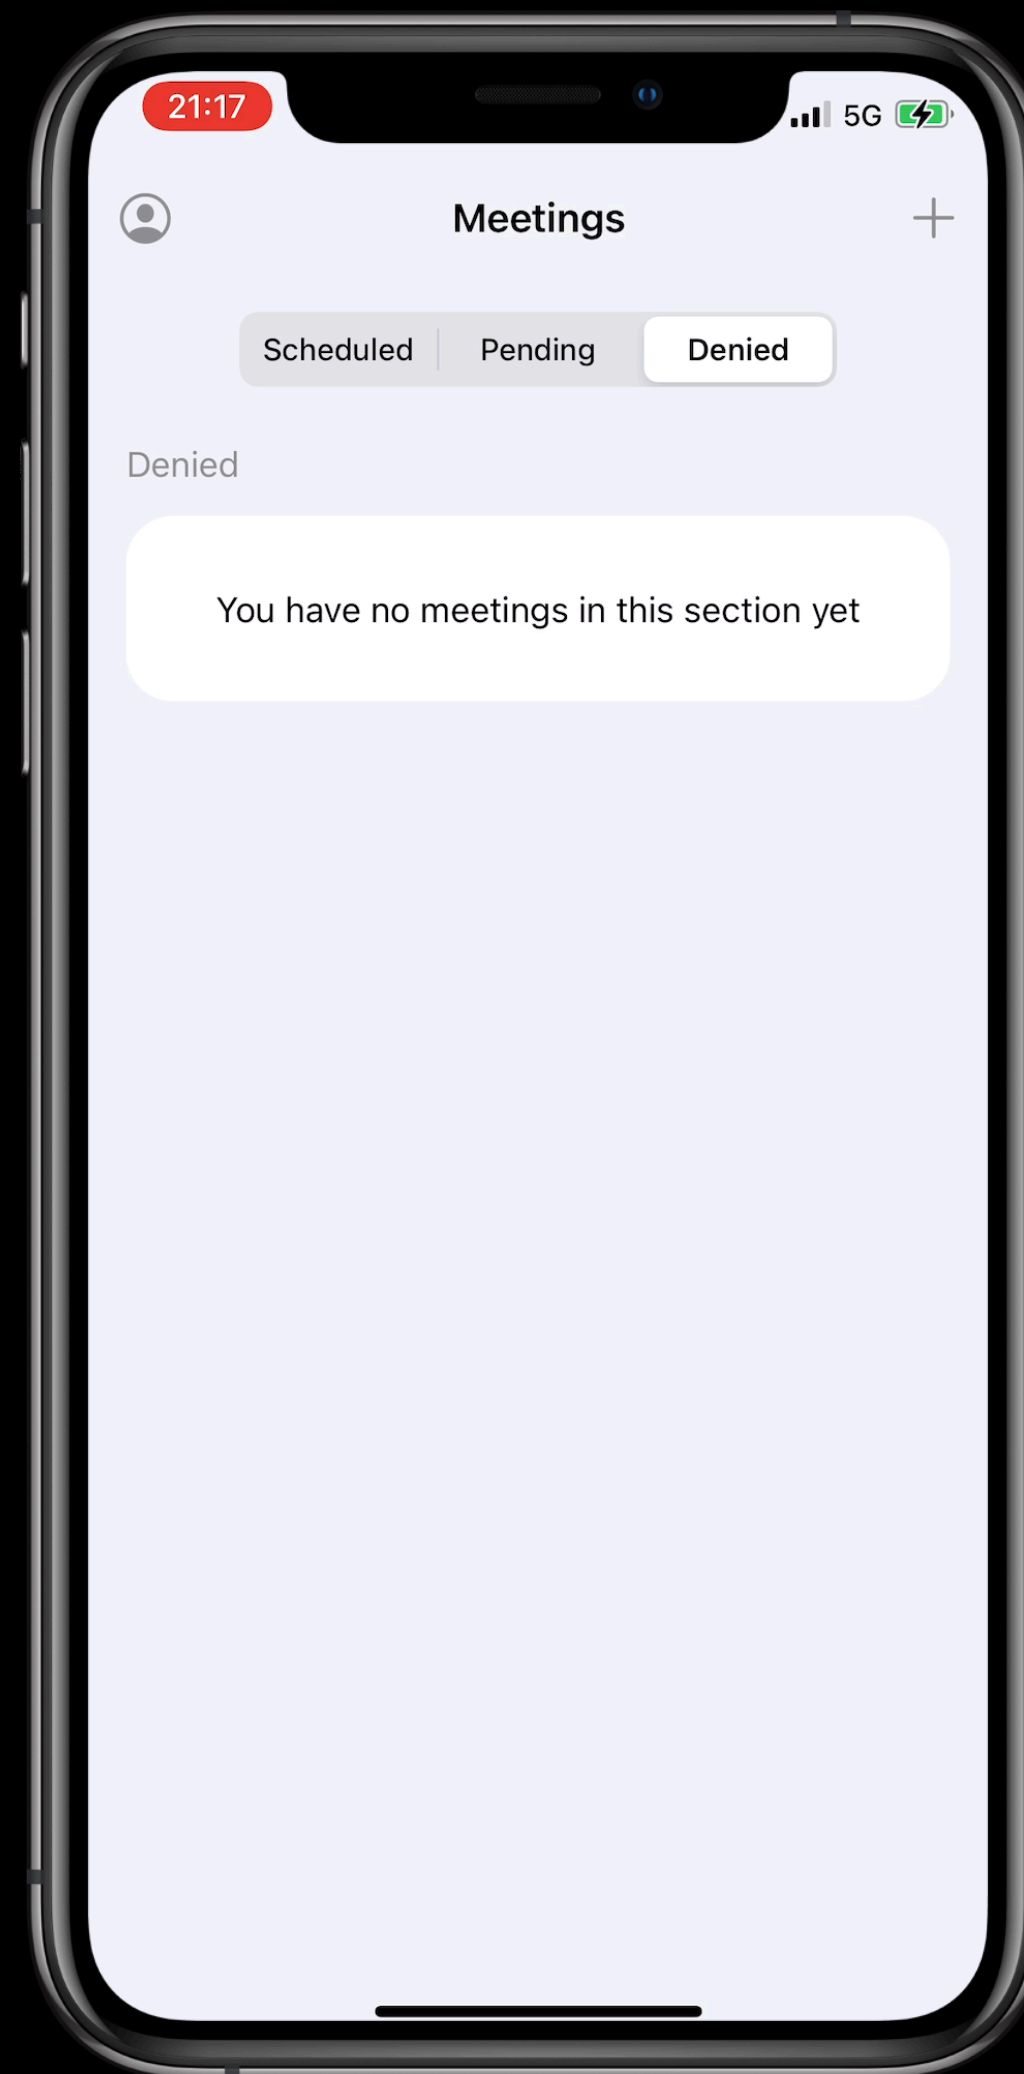 21:17
5G
Meetings
Scheduled
Pending
Denied
Denied
You have no meetings in this section yet